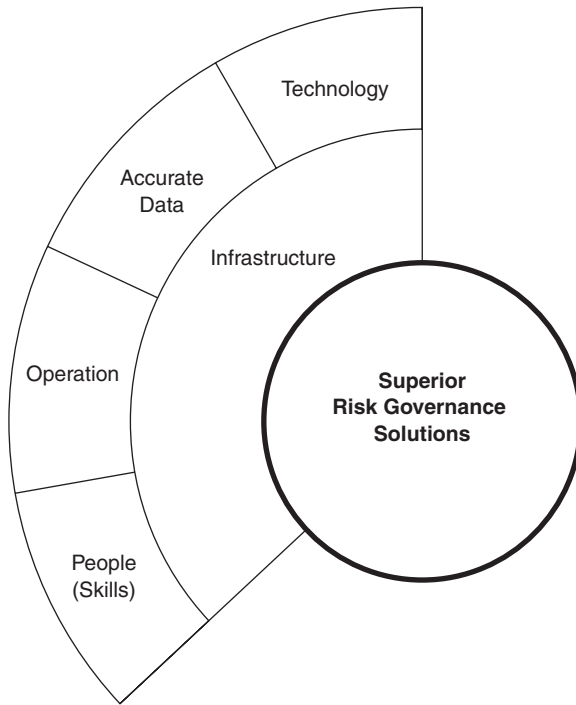 Technology
Accurate
Data
Infrastructure
Operation
Superior
Risk Governance
Solutions
People
(Skills)